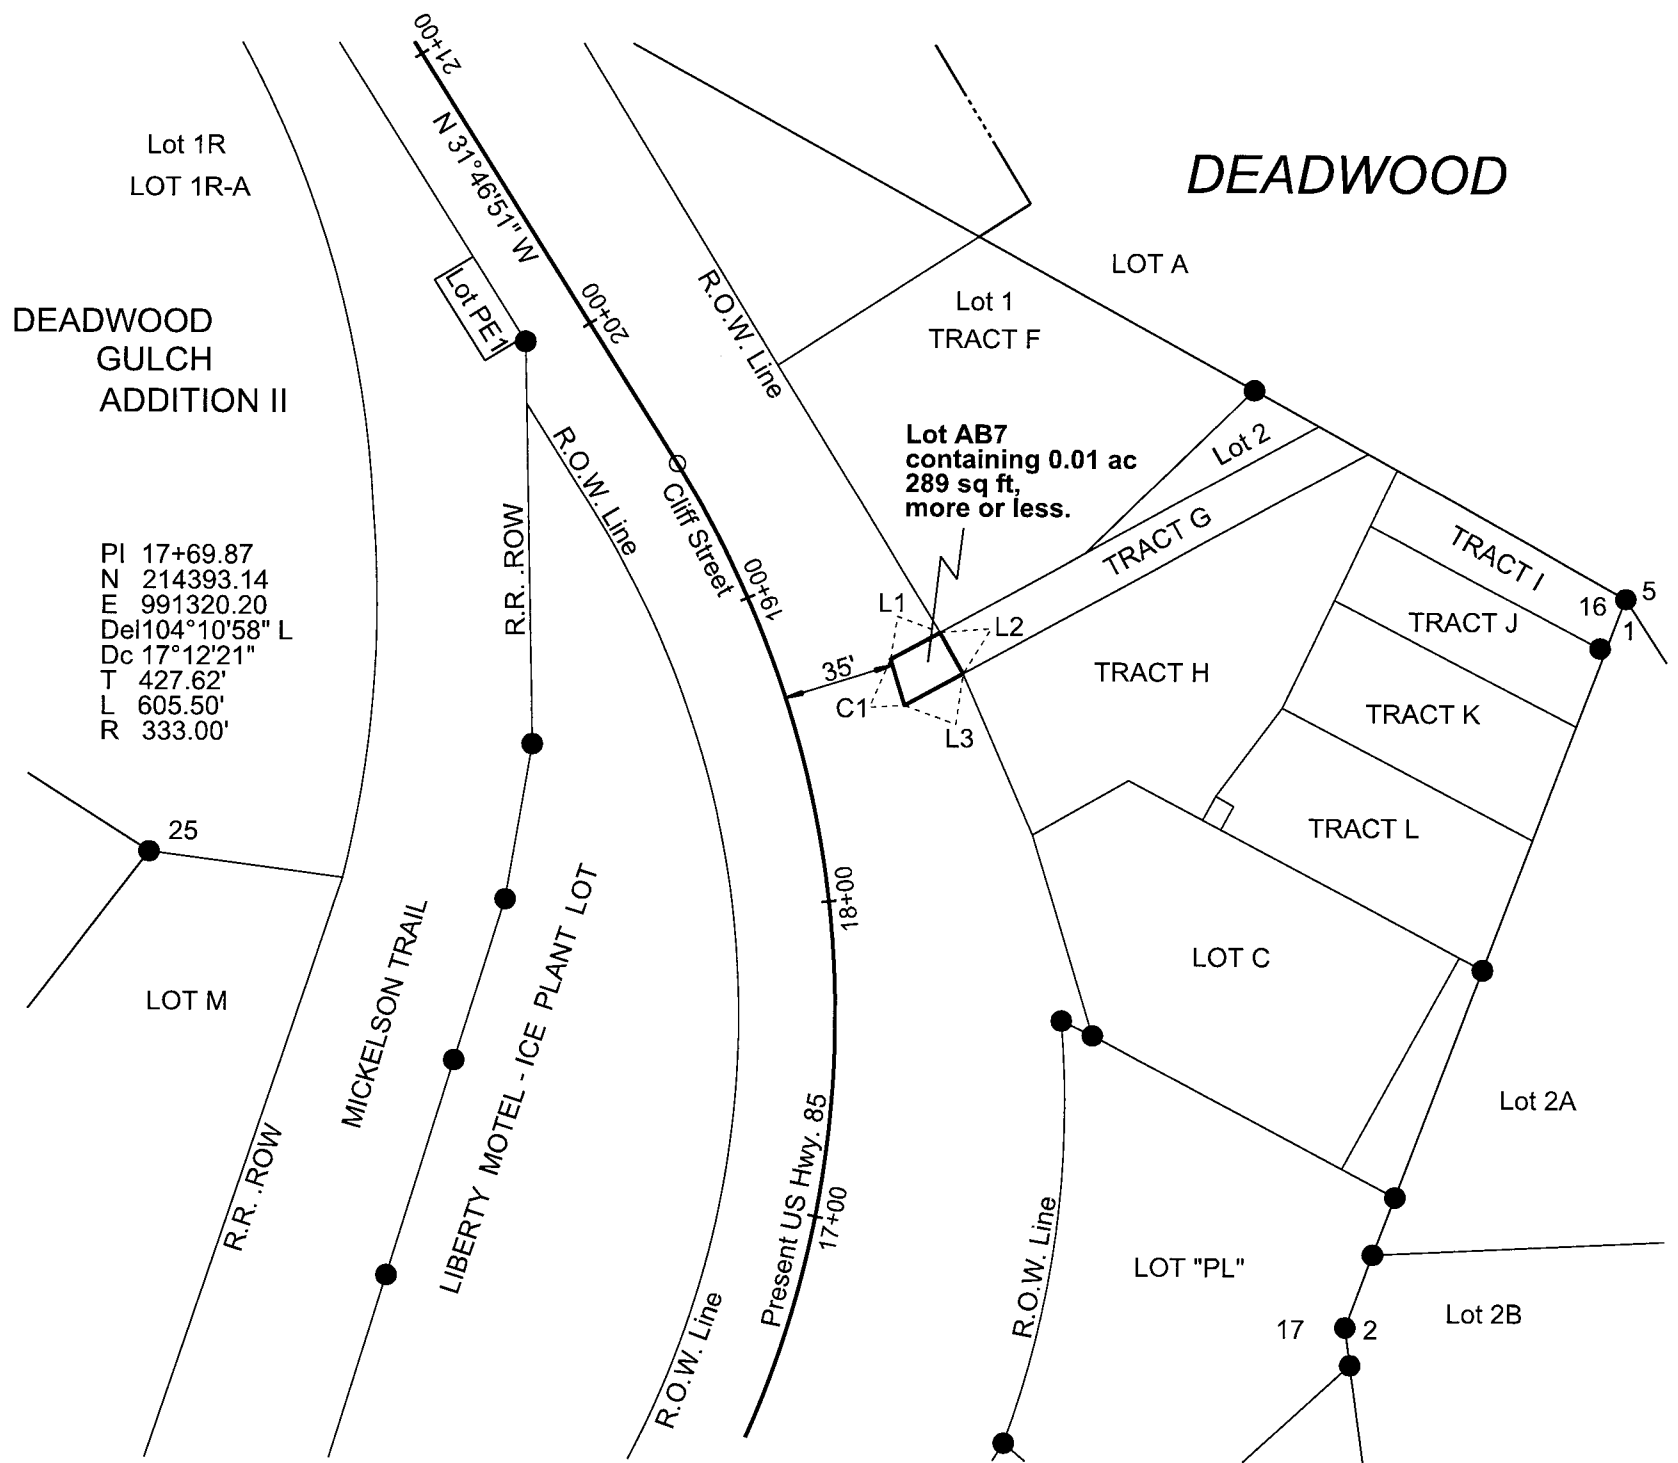 21+00
N 31°46'51" W
Lot 1R
LOT 1R-A
DEADWOOD
LOT A
Lot PE1
20+00
R.O.W. Line
Lot 1
TRACT F
DEADWOOD
GULCH
ADDITION II
Lot AB7
containing 0.01 ac
289 sq ft,
more or less.
Lot 2
R.O.W. Line
Cliff Street
R.R. .ROW
TRACT G
TRACT I
PI 17+69.87
N 214393.14
E 991320.20
Del104°10'58" L
Dc 17°12'21"
T 427.62'
L 605.50'
R 333.00'
19+00
L1
L2
16
5
1
TRACT J
35'
TRACT H
C1
L3
TRACT K
25
TRACT L
18+00
LOT M
MICKELSON TRAIL
LIBERTY MOTEL - ICE PLANT LOT
LOT C
Lot 2A
R.R. .ROW
Present US Hwy. 85
17+00
R.O.W. Line
R.O.W. Line
LOT "PL"
17
2
Lot 2B